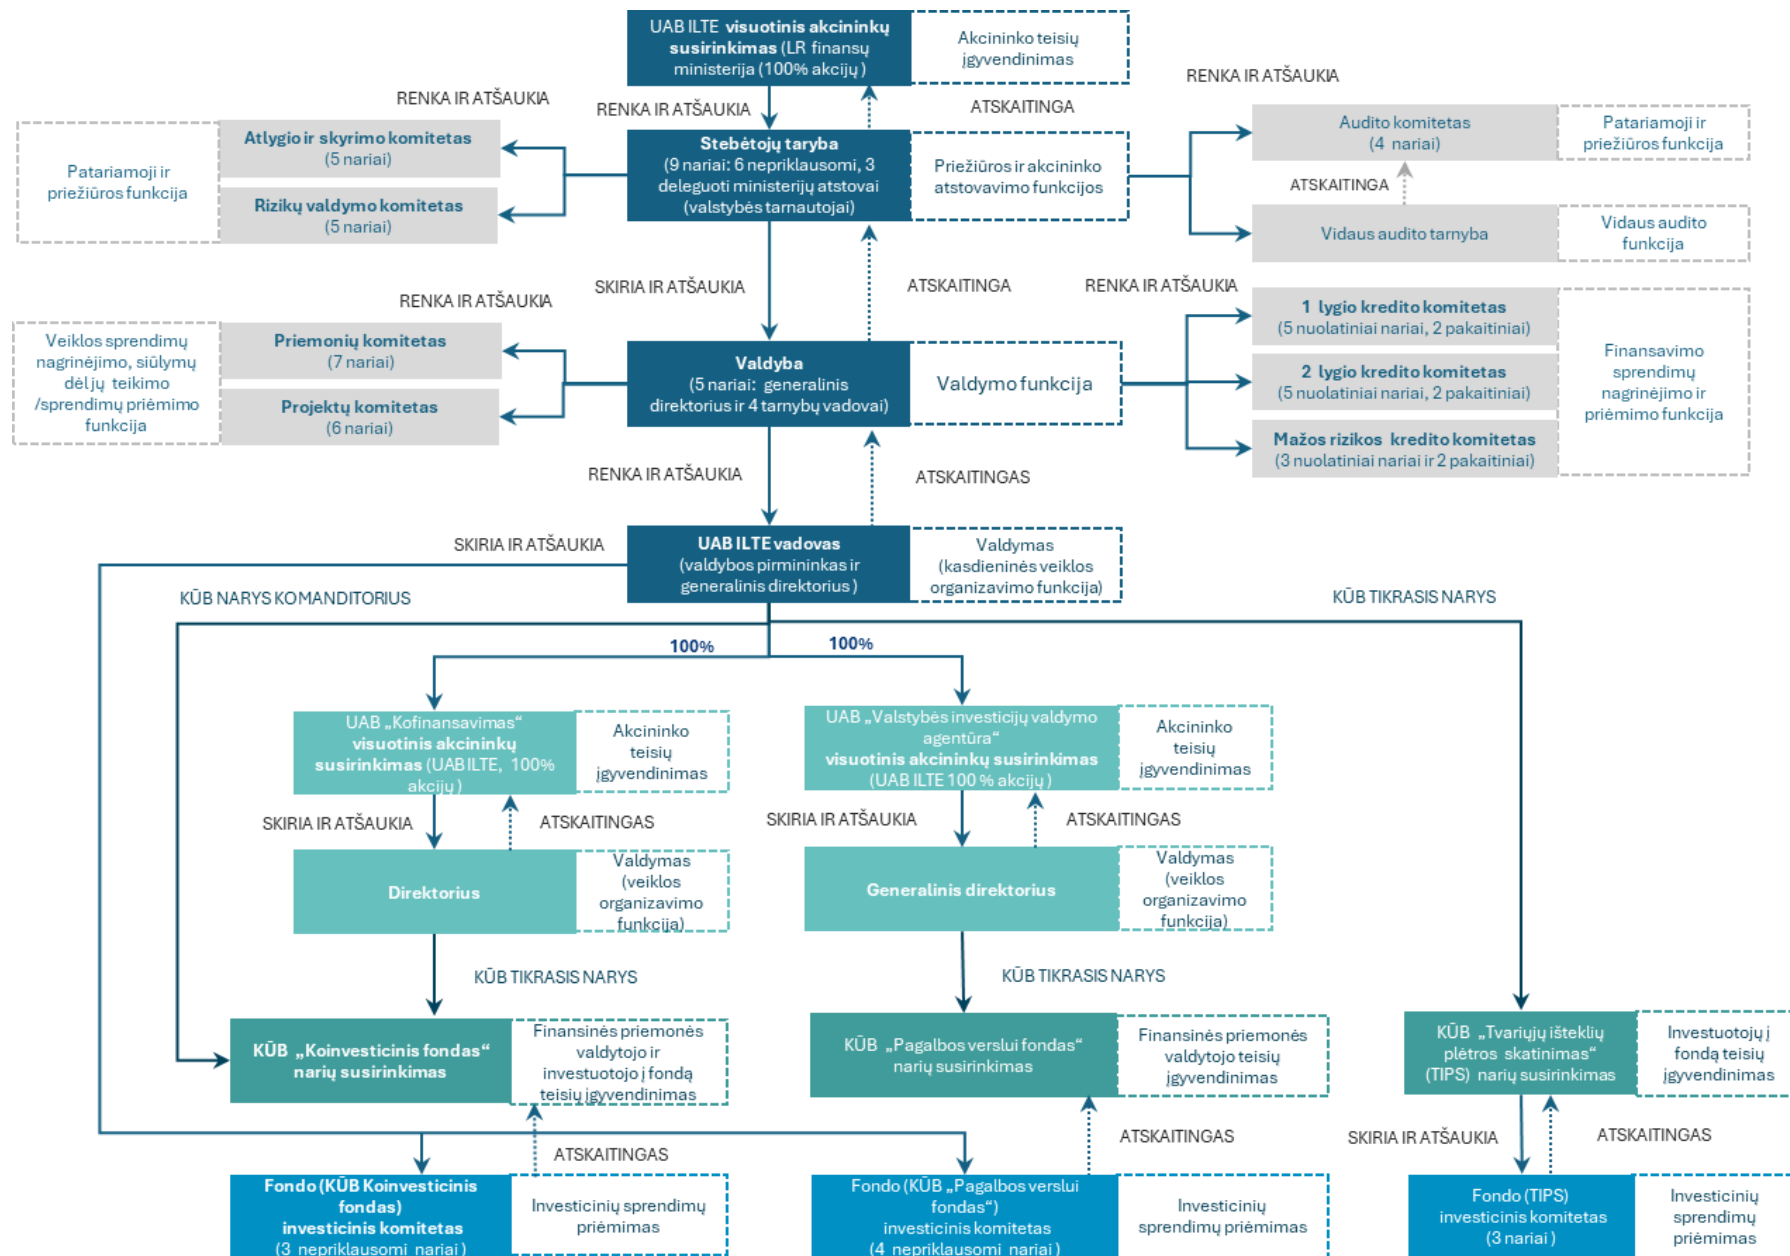 UAB ILTE visuotinis akcininkų
susirinkimas (LR finansų
ministerija (100% akcijų )
Akcininko teisių
įgyvendinimas
RENKA IR ATŠAUKIA
RENKA IR ATŠAUKIA
ATSKAITINGA
RENKA IR ATŠAUKIA
Patariamoji ir
priežiūros funkcija
Atlygio ir skyrimo komitetas
(5 nariai)
Rizikų valdymo komitetas
(5 nariai)
Stebėtojų taryba
(9 nariai: 6 nepriklausomi, 3
deleguoti ministerijų atstovai
(valstybės tarnautojai)
Priežiūros ir akcininko
atstovavimo funkcijos
Audito komitetas
(4 nariai)
Patariamoji ir
priežiūros funkcija
ATSKAITINGA
Vidaus audito tarnyba
Vidaus audito
funkcija
RENKA IR ATŠAUKIA
SKIRIA IR ATŠAUKIA
ATSKAITINGA
RENKA IR ATŠAUKIA
Veiklos sprendimų
nagrinėjimo, siūlymų
dėl jų teikimo
/sprendimų priėmimo
funkcija
Priemonių komitetas
(7 nariai)
Projektų komitetas
(6 nariai)
Valdyba
(5 nariai: generalinis
direktorius ir 4 tarnybų vadovai)
Valdymo funkcija
1 lygio kredito komitetas
(5 nuolatiniai nariai, 2 pakaitiniai)
2 lygio kredito komitetas
(5 nuolatiniai nariai, 2 pakaitiniai)
Mažos rizikos kredito komitetas
(3 nuolatiniai nariai ir 2 pakaitiniai)
Finansavimo
sprendimų
nagrinėjimo ir
priėmimo funkcija
RENKA IR ATŠAUKIA
ATSKAITINGAS
SKIRIA IR ATŠAUKIA
UAB ILTE vadovas
(valdybos pirmininkas ir
generalinis direktorius )
Valdymas
(kasdieninės veiklos
organizavimo funkcija)
KŪB NARYS KOMANDITORIUS
KŪB TIKRASIS NARYS
100%
100%
UAB „Kofinansavimas“
visuotinis akcininkų
susirinkimas (UAB ILTE, 100%
akcijų )
Akcininko
teisių
įgyvendinimas
UAB „Valstybės investicijų valdymo
agentūra“
visuotinis akcininkų susirinkimas
(UAB ILTE 100 % akcijų )
Akcininko
teisių
įgyvendinimas
SKIRIA IR ATŠAUKIA
ATSKAITINGAS
SKIRIA IR ATŠAUKIA
ATSKAITINGAS
Direktorius
Valdymas
(veiklos
organizavimo
funkcija)
Generalinis direktorius
Valdymas
(veiklos
organizavimo
funkcija)
KŪB TIKRASIS NARYS
KŪB TIKRASIS NARYS
KŪB „Koinvesticinis fondas“
narių susirinkimas
Finansinės priemonės
valdytojo ir
investuotojo į fondą
teisių įgyvendinimas
KŪB „Pagalbos verslui fondas“
narių susirinkimas
Finansinės priemonės
valdytojo teisių
įgyvendinimas
KŪB „Tvariųjų išteklių
plėtros skatinimas“
(TIPS) narių susirinkimas
Investuotojų į
fondą teisių
įgyvendinimas
ATSKAITINGAS
ATSKAITINGAS
SKIRIA IR ATŠAUKIA
ATSKAITINGAS
Fondo (KŪB Koinvesticinis
fondas)
investicinis komitetas
(3 nepriklausomi nariai )
Investicinių sprendimų
priėmimas
Fondo (KŪB „Pagalbos verslui
fondas“)
investicinis komitetas
(4 nepriklausomi nariai )
Investicinių
sprendimų priėmimas
Fondo (TIPS)
investicinis komitetas
(3 nariai )
Investicinių
sprendimų
priėmimas